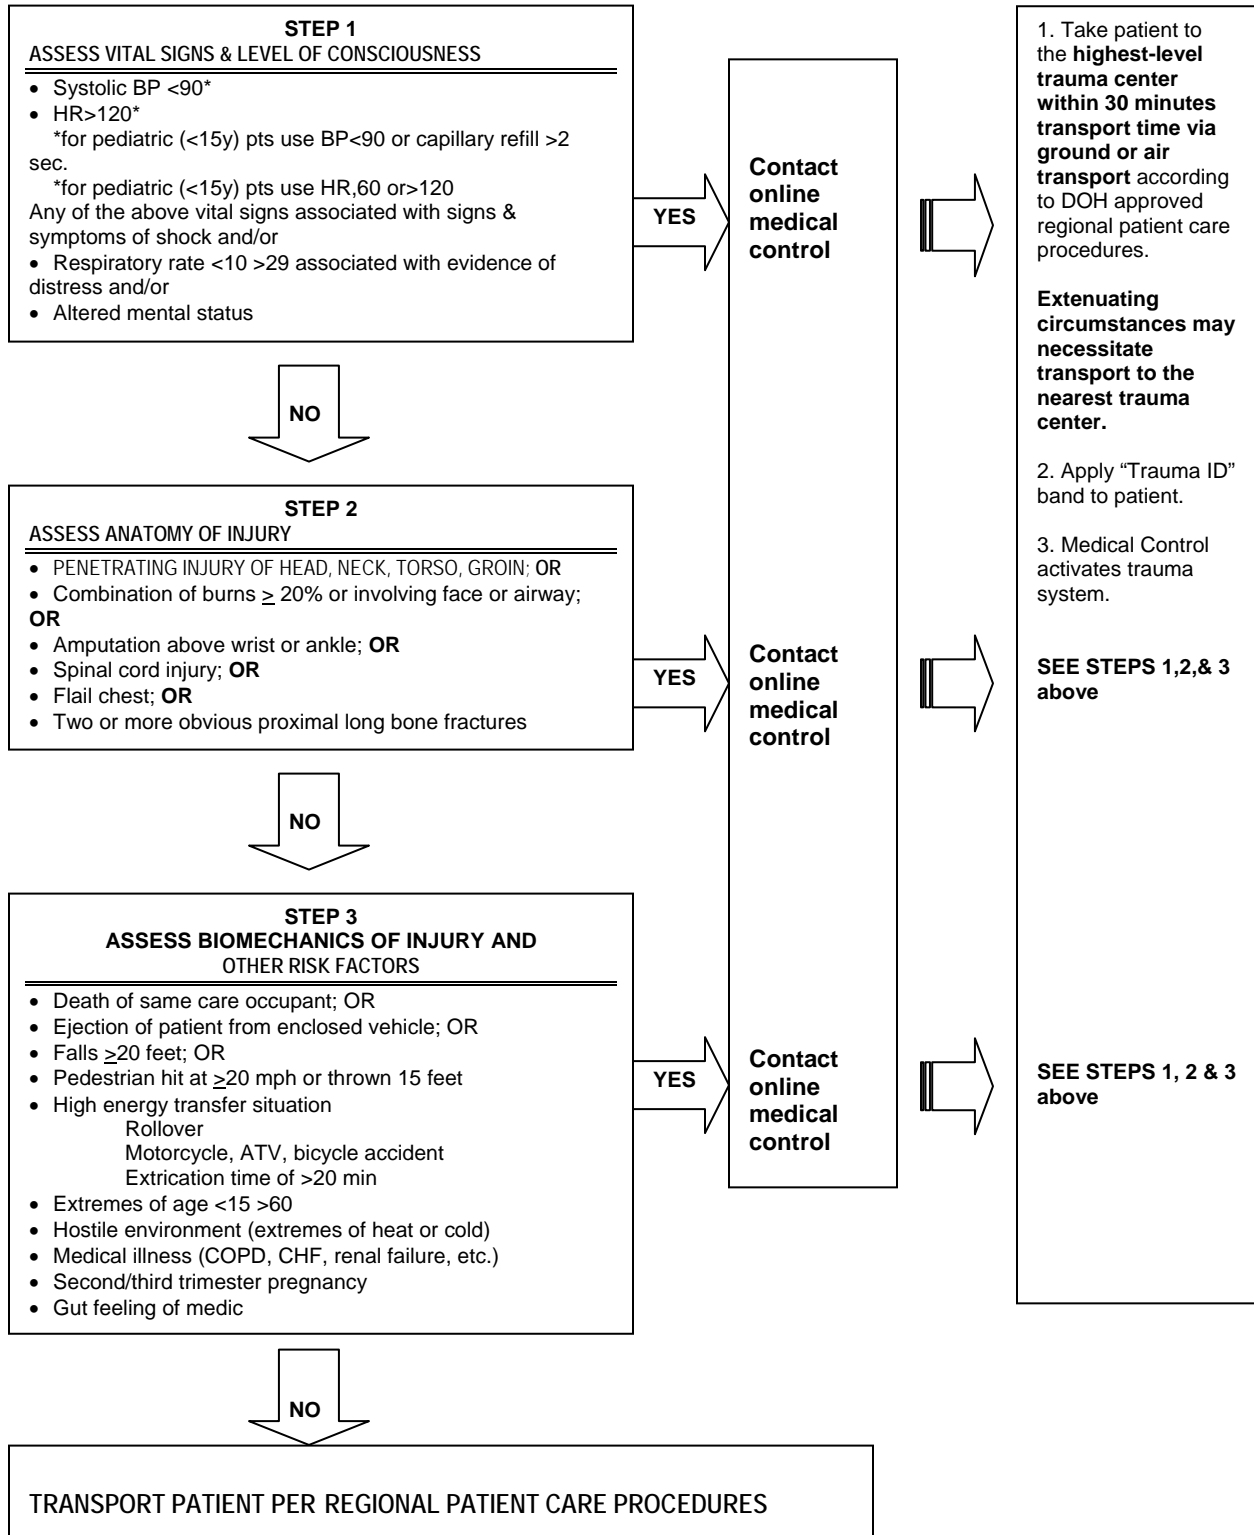 STEP 1
ASSESS VITAL SIGNS & LEVEL OF CONSCIOUSNESS
• Systolic BP <90*
• HR>120*
*for pediatric (<15y) pts use BP<90 or capillary refill >2
sec.
*for pediatric (<15y) pts use HR,60 or>120
Any of the above vital signs associated with signs &
symptoms of shock and/or
• Respiratory rate <10 >29 associated with evidence of
distress and/or
• Altered mental status
YES
Contact
online
medical
control
1. Take patient to
the highest-level
trauma center
within 30 minutes
transport time via
ground or air
transport according
to DOH approved
regional patient care
procedures.
Extenuating
circumstances may
necessitate
transport to the
nearest trauma
center.
2. Apply “Trauma ID”
band to patient.
3. Medical Control
activates trauma
system.
NO
STEP 2
ASSESS ANATOMY OF INJURY
• PENETRATING INJURY OF HEAD, NECK, TORSO, GROIN; OR
• Combination of burns ≥ 20% or involving face or airway;
OR
• Amputation above wrist or ankle; OR
• Spinal cord injury; OR
• Flail chest; OR
• Two or more obvious proximal long bone fractures
YES
Contact
online
medical
control
SEE STEPS 1,2,& 3
above
NO
STEP 3
ASSESS BIOMECHANICS OF INJURY AND
OTHER RISK FACTORS
• Death of same care occupant; OR
• Ejection of patient from enclosed vehicle; OR
• Falls ≥20 feet; OR
• Pedestrian hit at ≥20 mph or thrown 15 feet
• High energy transfer situation
Rollover
Motorcycle, ATV, bicycle accident
Extrication time of >20 min
• Extremes of age <15 >60
• Hostile environment (extremes of heat or cold)
• Medical illness (COPD, CHF, renal failure, etc.)
• Second/third trimester pregnancy
• Gut feeling of medic
YES
Contact
online
medical
control
SEE STEPS 1, 2 & 3
above
NO
TRANSPORT PATIENT PER REGIONAL PATIENT CARE PROCEDURES